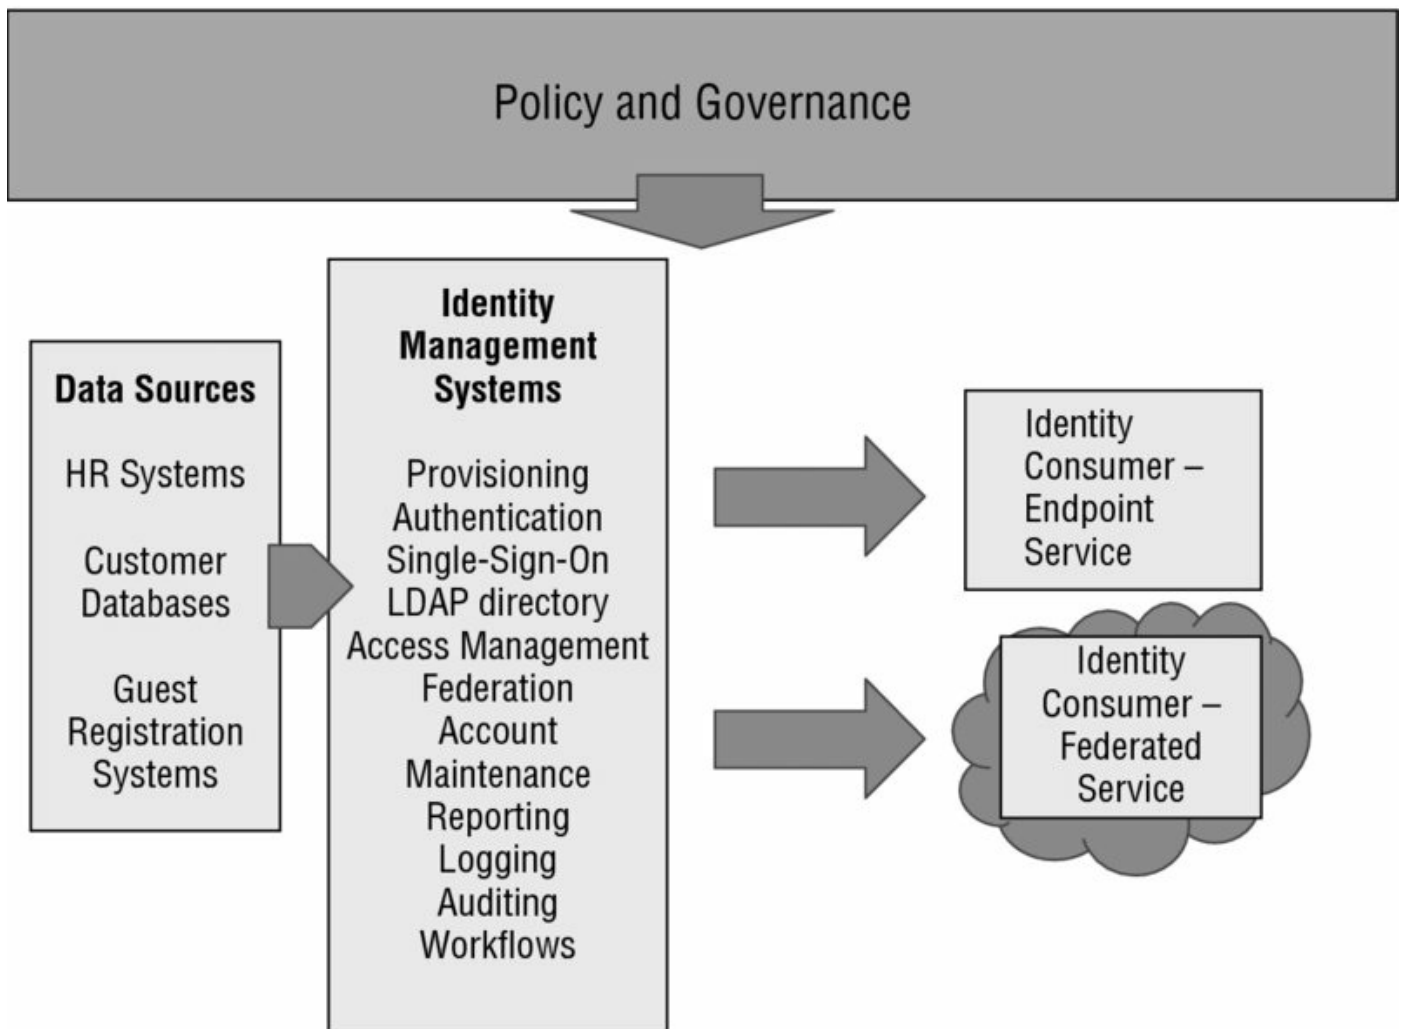 Policy and Governance
Data Sources
HR Systems
Customer
Databases
Guest
Registration
Systems
Identity
Management
Systems
Provisioning
Authentication
Single-Sign-On
LDAP directory
Access Management
Federation
Account
Maintenance
Reporting
Logging
Auditing
Workflows
Identity
Consumer –
Endpoint
Service
Identity
Consumer –
Federated
Service